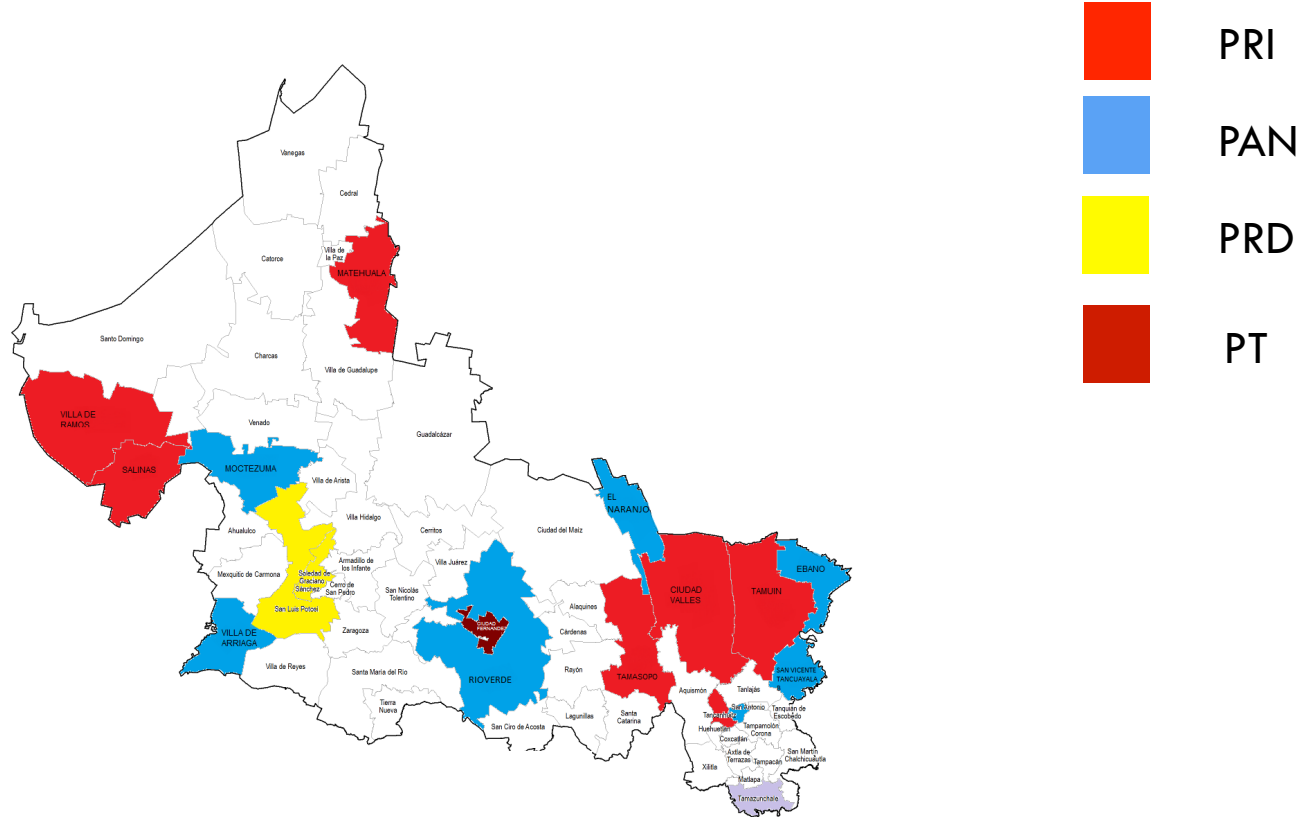 PRI
PAN
PRD
PT
Vanegas
Cedral
Catorce
Villa de
la Paz
MATEHUALA
Santo Domingo
Charcas
Villa de Guadalupe
VILLA DE
RAMOS
Venado
Guadalcázar
SALINAS
MOCTEZUMA
Villa de Arista
EL
NARANJO
Villa Hidalgo
Ahualulco
Cerritos
Ciudad del Maíz
Armadillo de
los Infante
Villa Juárez
EBANO
Mexquitic de Carmona
Soledad de
Graciano
Sánchez
Cerro de
San Pedro
San Nicolás
Tolentino
CIUDAD
VALLES
TAMUIN
San Luis Potosí
Alaquines
CIUDAD
FERNANDEZ
VILLA DE
ARRIAGA
Zaragoza
Cárdenas
Villa de Reyes
Santa María del Río
RIOVERDE
Rayón
TAMASOPO
SAN VICENTE
TANCUAYALA
B
Aquismón
Tanlajás
Tierra
Nueva
San Ciro de Acosta
Lagunillas
Santa
Catarina
San Antonio
Tanquián de
Escobedo
Huehuetlán
Tampamolón
Corona
Coxcatlán
Axtla de
Terrazas
Tampacán
San Martín
Chalchicuautla
Xilitla
Matlapa
Tamazunchale